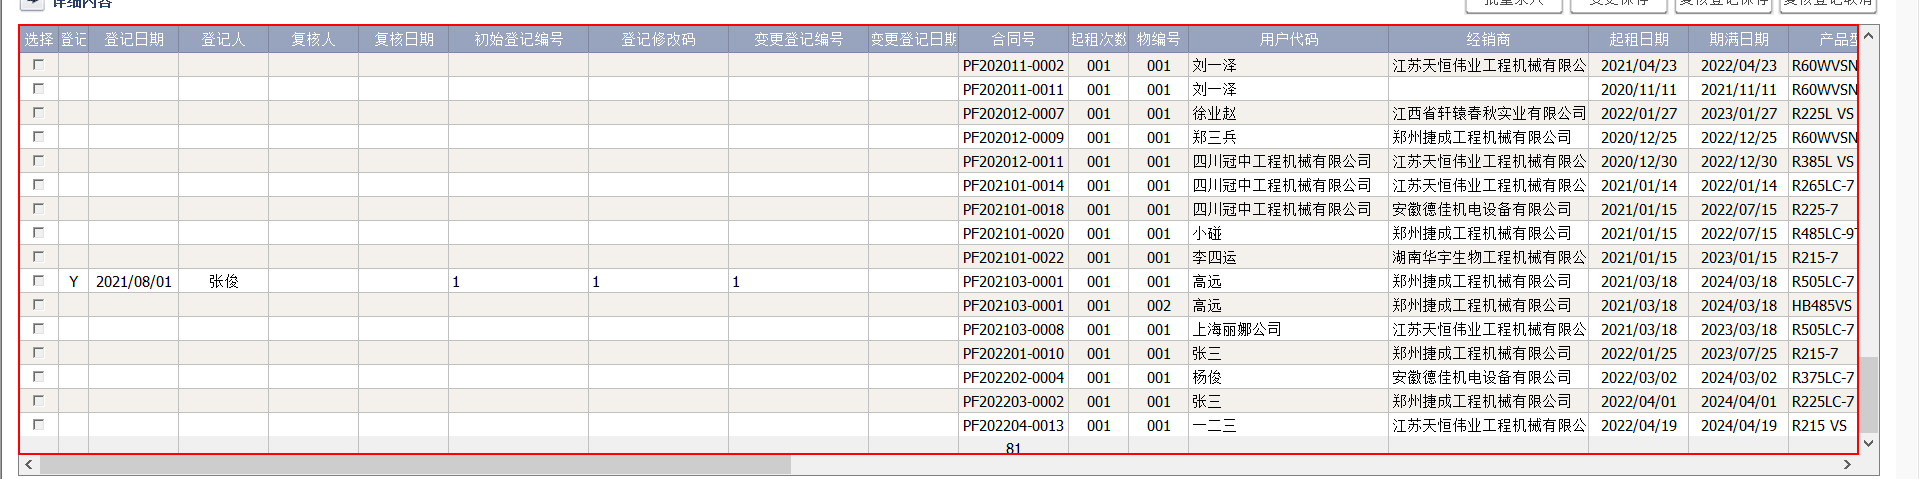 详细内容
批量录入 变更保存 复核登记保存 复核登记取消
选择 登记 登记日期 登记人 复核人 复核日期 初始登记编号 登记修改码 变更登记编号 变更登记日期 合同号 起租次数 物编号 用户代码 经销商 起租日期 期满日期 产品型
PF202011-0002 001 001 刘一泽 江苏天恒伟业工程机械有限公 2021/04/23 2022/04/23 R60WVSN
PF202011-0011 001 001 刘一泽 2020/11/11 2021/11/11 R60WVSN
PF202012-0007 001 001 徐业赵 江西省轩辕春秋实业有限公司 2022/01/27 2023/01/27 R225L VS
PF202012-0009 001 001 郑三兵 郑州捷成工程机械有限公司 2020/12/25 2022/12/25 R60WVSN
PF202012-0011 001 001 四川冠中工程机械有限公司 江苏天恒伟业工程机械有限公 2020/12/30 2022/12/30 R385L VS
PF202101-0014 001 001 四川冠中工程机械有限公司 江苏天恒伟业工程机械有限公 2021/01/14 2022/01/14 R265LC-7
PF202101-0018 001 001 四川冠中工程机械有限公司 安徽德佳机电设备有限公司 2021/01/15 2022/07/15 R225-7
PF202101-0020 001 001 小碰 郑州捷成工程机械有限公司 2021/01/15 2022/07/15 R485LC-9
PF202101-0022 001 001 李四运 湖南华宇生物工程机械有限公 2021/01/15 2023/01/15 R215-7
Y 2021/08/01 张俊 1 1 1 PF202103-0001 001 001 高远 郑州捷成工程机械有限公司 2021/03/18 2024/03/18 R505LC-7
PF202103-0001 001 002 高远 郑州捷成工程机械有限公司 2021/03/18 2024/03/18 HB485VS
PF202103-0008 001 001 上海丽娜公司 江苏天恒伟业工程机械有限公 2021/03/18 2023/03/18 R505LC-7
PF202201-0010 001 001 张三 郑州捷成工程机械有限公司 2022/01/25 2023/07/25 R215-7
PF202202-0004 001 001 杨俊 安徽德佳机电设备有限公司 2022/03/02 2024/03/02 R375LC-7
PF202203-0002 001 001 张三 郑州捷成工程机械有限公司 2022/04/01 2024/04/01 R225LC-7
PF202204-0013 001 001 一二三 江苏天恒伟业工程机械有限公 2022/04/19 2024/04/19 R215 VS
81